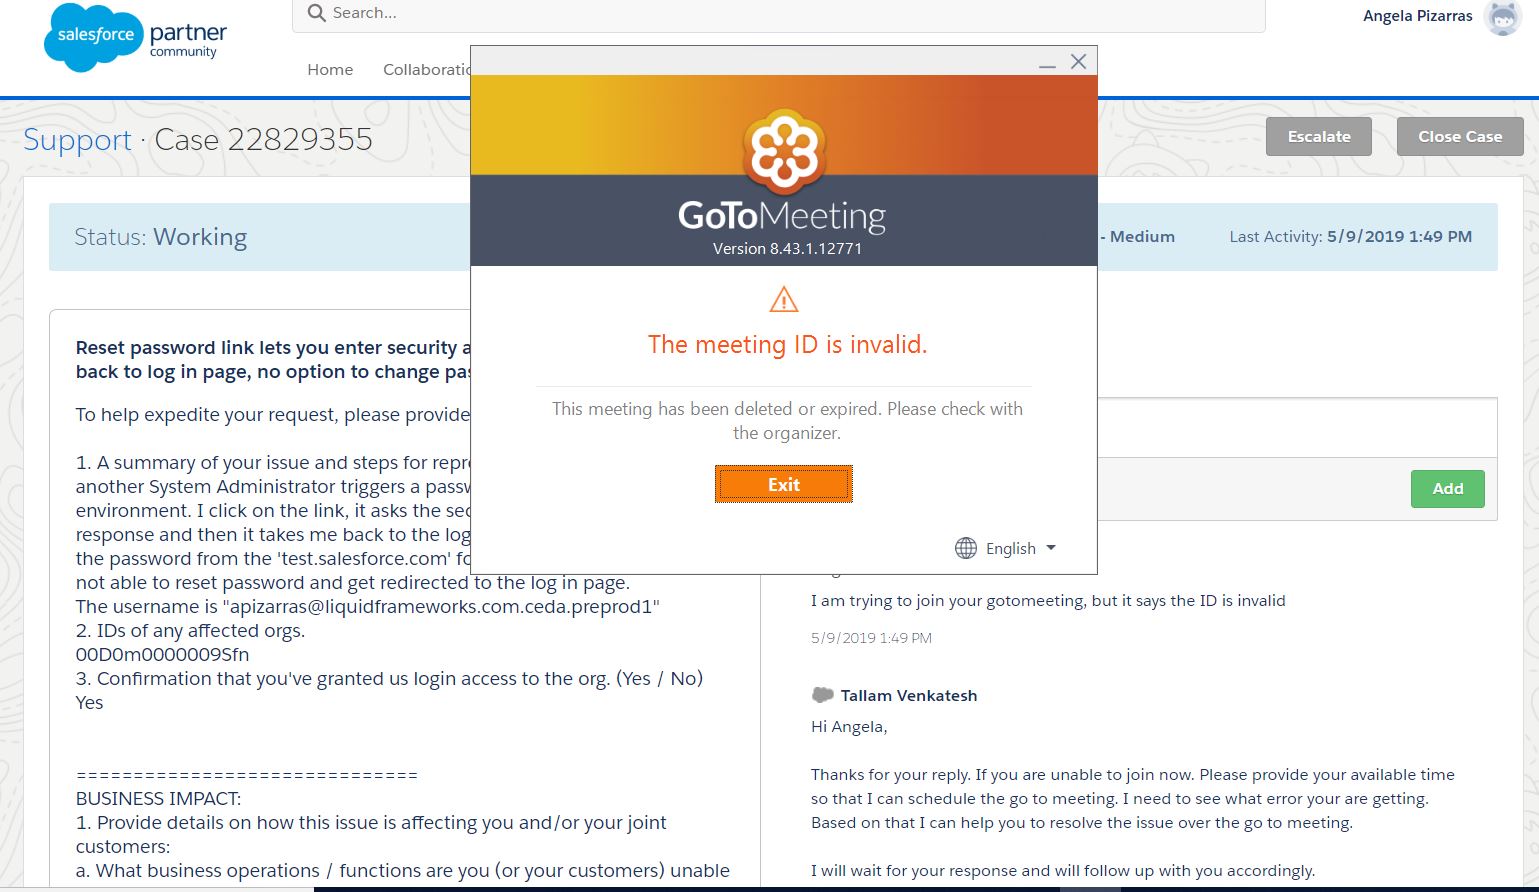 salesforce partner community
Search...
Angela Pizarras
Home Collaboratio
Support · Case 22829355
Escalate
Close Case
Status: Working
- Medium
Last Activity: 5/9/2019 1:49 PM
GoToMeeting
Version 8.43.1.12771
The meeting ID is invalid.
This meeting has been deleted or expired. Please check with
the organizer.
Exit
English
Reset password link lets you enter security a
back to log in page, no option to change pas
To help expedite your request, please provide
1. A summary of your issue and steps for repr
another System Administrator triggers a passw
environment. I click on the link, it asks the sec
response and then it takes me back to the log
the password from the 'test.salesforce.com' fo
not able to reset password and get redirected to the log in page.
The username is "apizarras@liquidframeworks.com.ceda.preprod1"
2. IDs of any affected orgs.
00D0m0000009Sfn
3. Confirmation that you've granted us login access to the org. (Yes / No)
Yes
==============================
BUSINESS IMPACT:
1. Provide details on how this issue is affecting you and/or your joint
customers:
a. What business operations / functions are you (or your customers) unable
Add
I am trying to join your gotomeeting, but it says the ID is invalid
5/9/2019 1:49 PM
Tallam Venkatesh
Hi Angela,
Thanks for your reply. If you are unable to join now. Please provide your available time
so that I can schedule the go to meeting. I need to see what error your are getting.
Based on that I can help you to resolve the issue over the go to meeting.
I will wait for your response and will follow up with you accordingly.